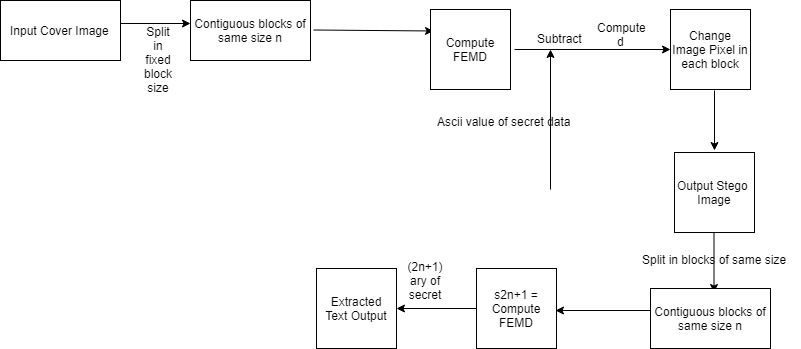 Input Cover Image
Split
in
fixed
block
size
Contiguous blocks of
same size n
Compute
FEMD
Subtract
Compute
d
Ascii value of secret data
Change
Image Pixel in
each block
Output Stego
Image
Split in blocks of same size
Contiguous blocks of
same size n
s2n+1 =
Compute
FEMD
(2n+1)
ary of
secret
Extracted
Text Output